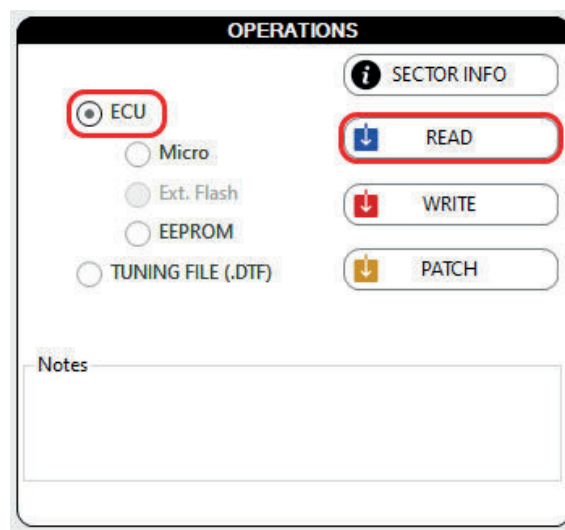 OPERATIONS
SECTOR INFO
ECU
READ
Micro
Ext. Flash
WRITE
EEPROM
TUNING FILE (.DTF)
PATCH
Notes